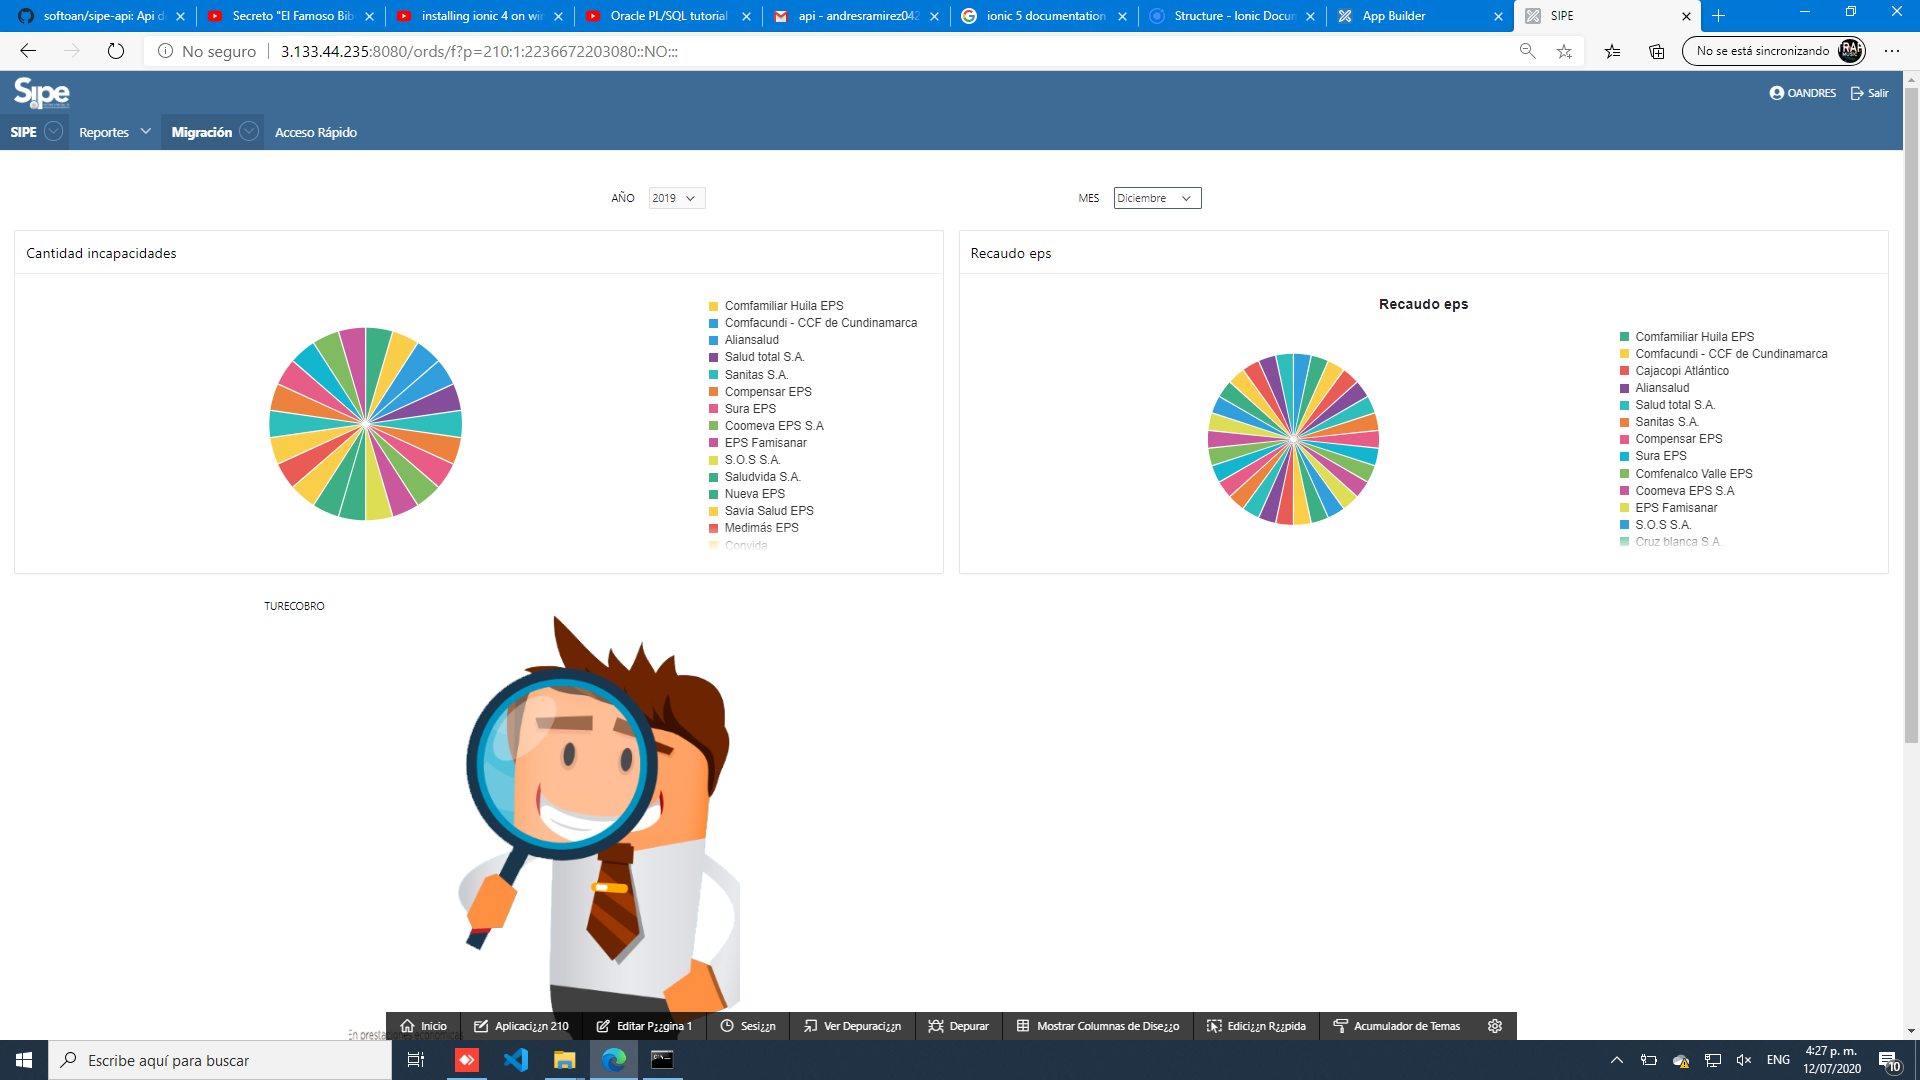 softoan/sipe-api: Api d
Secreto "El Famoso Bib
installing ionic 4 on win
Oracle PL/SQL tutorial
api - andresramirez042
ionic 5 documentation
Structure - Ionic Docum
App Builder
SIPE
No seguro
3.133.44.235:8080/ords/f?p=210:1:2236672203080::NO:::
No se está sincronizando
Sipe
OANDRES
Salir
SIPE
Reportes
Migración
Acceso Rápido
AÑO
2019
MES
Diciembre
Cantidad incapacidades
Comfamiliar Huila EPS
Comfacundi - CCF de Cundinamarca
Aliansalud
Salud total S.A.
Sanitas S.A.
Compensar EPS
Sura EPS
Coomeva EPS S.A
EPS Famisanar
S.O.S S.A.
Saludvida S.A.
Nueva EPS
Savia Salud EPS
Medimás EPS
Convida
Recaudo eps
Recaudo eps
Comfamiliar Huila EPS
Comfacundi - CCF de Cundinamarca
Cajacopi Atlántico
Aliansalud
Salud total S.A.
Sanitas S.A.
Compensar EPS
Sura EPS
Comfenalco Valle EPS
Coomeva EPS S.A
EPS Famisanar
S.O.S S.A.
Cruz blanca S.A.
TURECOBRO
En prestaciones económicas
Inicio
Aplicaci¿¿n 210
Editar P¿¿gina 1
Sesi¿¿n
Ver Depuraci¿¿n
Depurar
Mostrar Columnas de Dise¿¿o
Edici¿¿n R¿¿pida
Acumulador de Temas
Escribe aquí para buscar
ENG
4:27 p. m.
12/07/2020
10